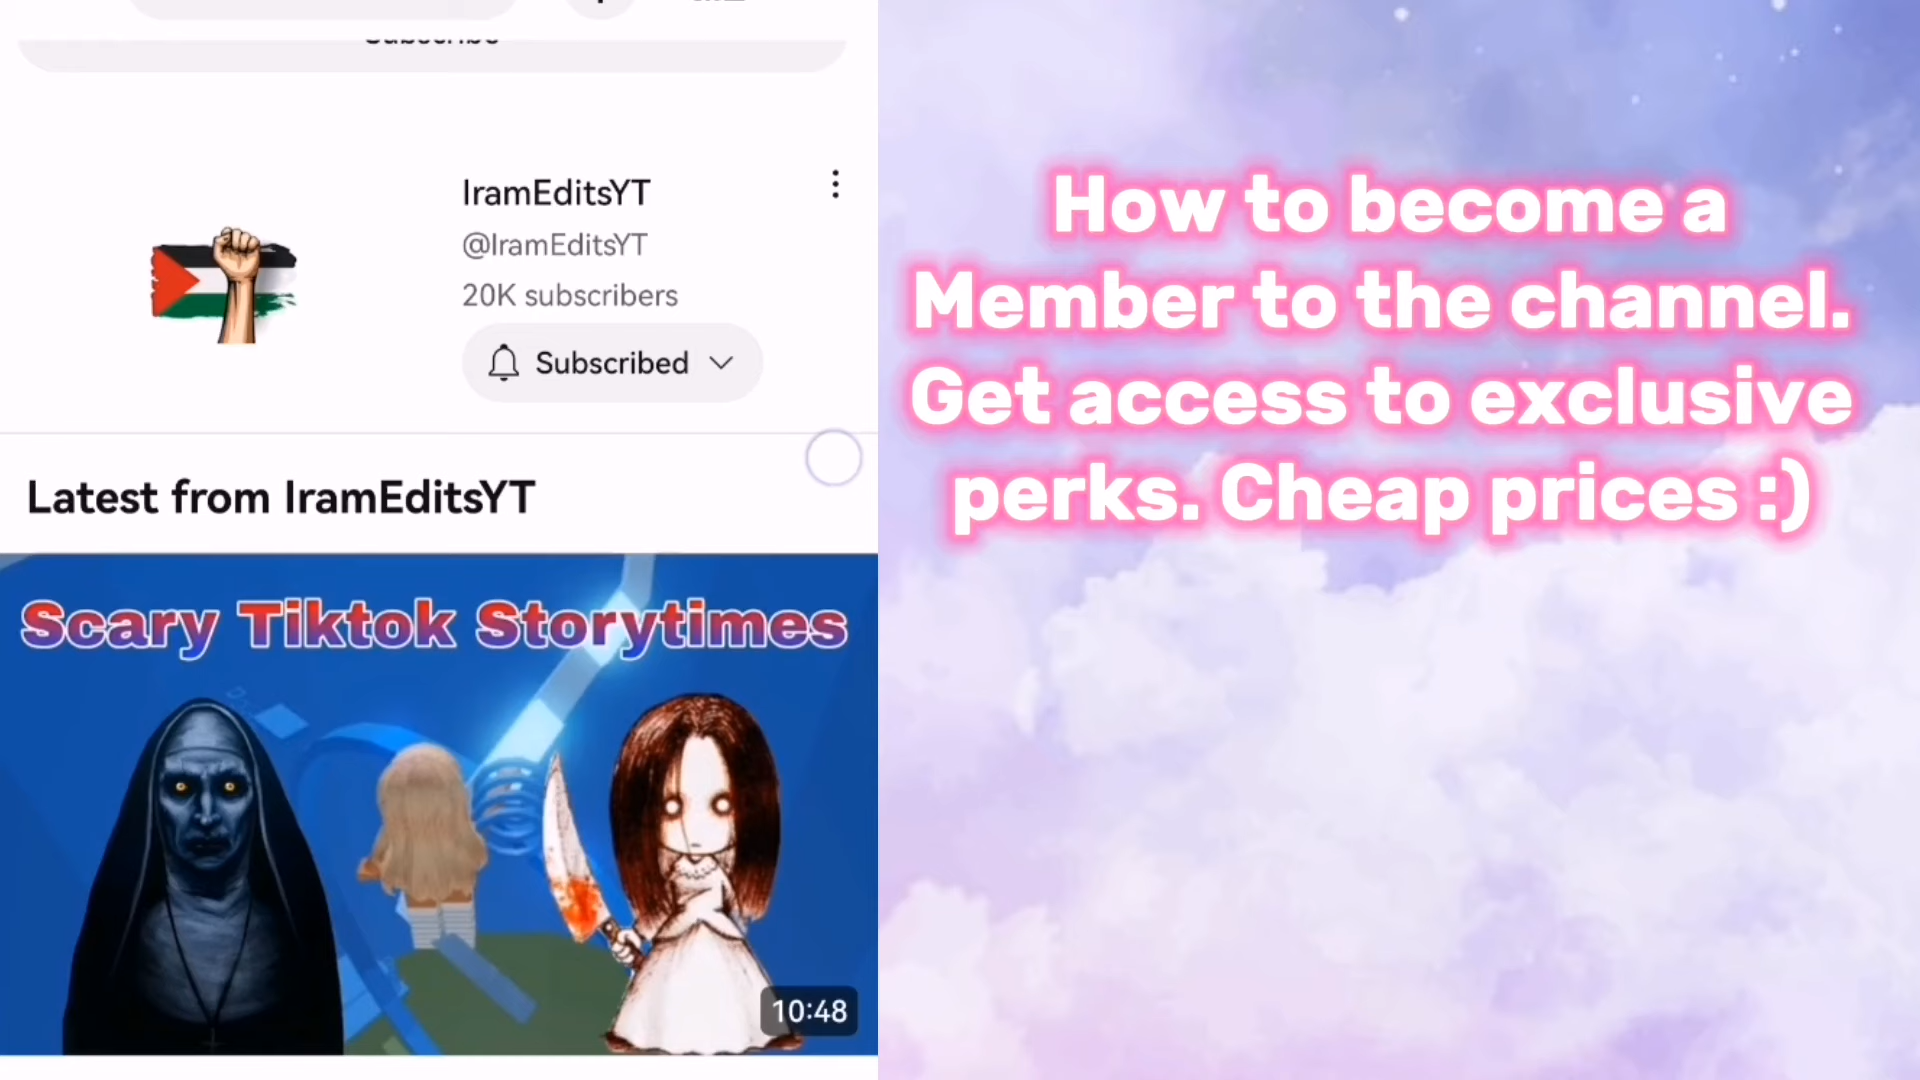 Subscribe
IramEditsYT
@IramEditsYT
20K subscribers
Subscribed
Latest from IramEditsYT
Scary Tiktok Storytimes
10:48
How to become a
Member to the channel.
Get access to exclusive
perks. Cheap prices :)